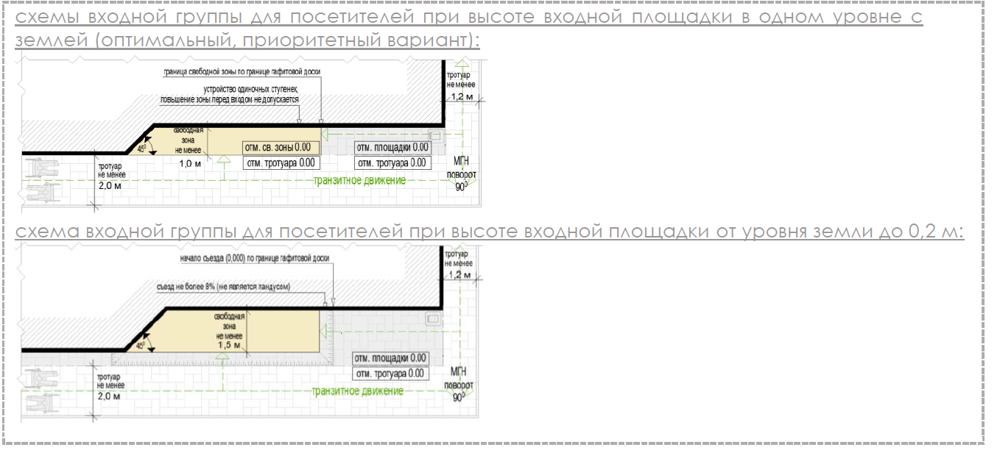 схемы входной группы для посетителей при высоте входной площадки в одном уровне с
землей (оптимальный, приоритетный вариант):
граница свободной зоны по границе гафитовой доски
устройство одиночных ступенек,
повышение зоны перед входом не допускается
тротуар
не менее
1,2 м
свободная
зона
не менее
1,0 м
45⁰
отм. св. зоны 0.00
отм. тротуара 0.00
отм. площадки 0.00
отм. тротуара 0.00
тротуар
не менее
2,0 м
транзитное движение
МГН
поворот
90⁰
схема входной группы для посетителей при высоте входной площадки от уровня земли до 0,2 м:
начало съезда (0,000) по границе гафитовой доски
съезд не более 8% (не является пандусом)
тротуар
не менее
1,2 м
свободная
зона
не менее
1,5 м
45⁰
отм. площадки 0.00
отм. тротуара 0.00
тротуар
не менее
2,0 м
транзитное движение
МГН
поворот
90⁰